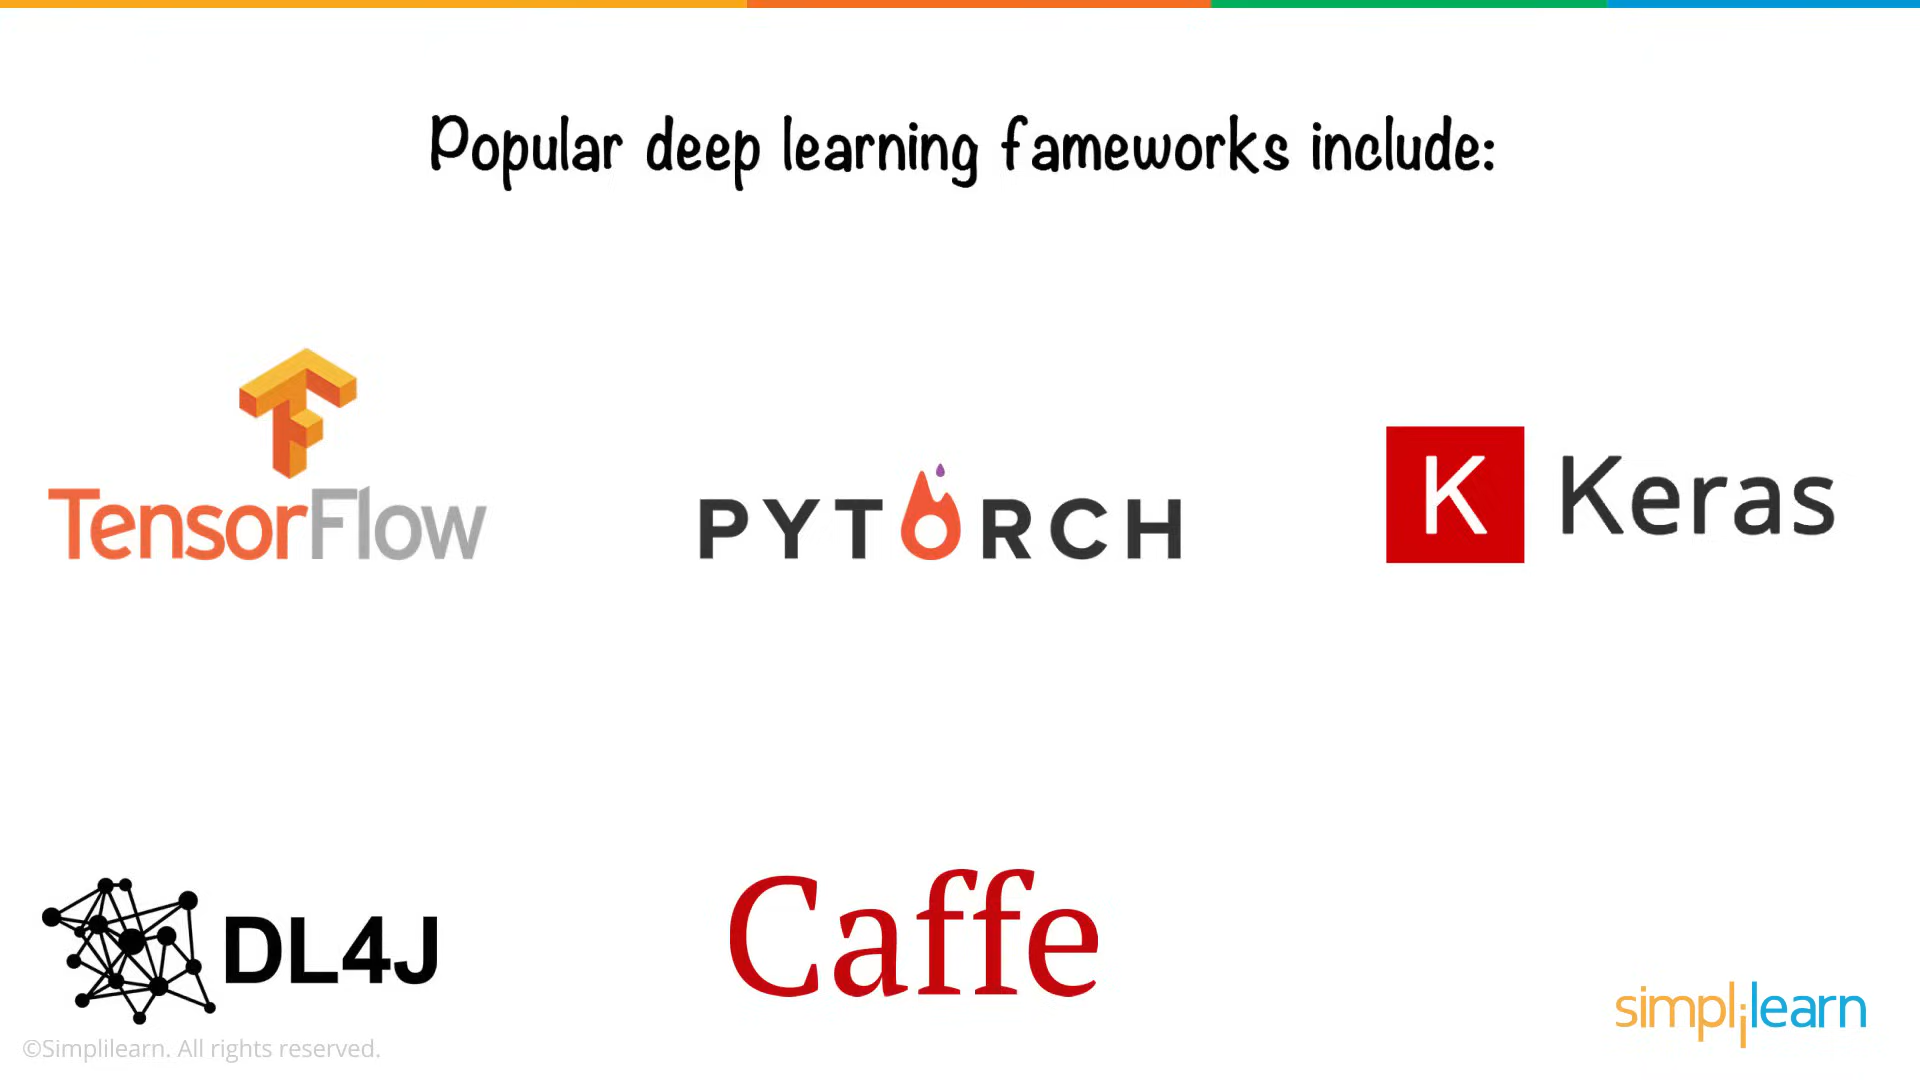 Popular deep learning fameworks include:
TensorFlow
PYTORCH
K Keras
DL4J
Caffe
simplilearn
©Simplilearn. All rights reserved.